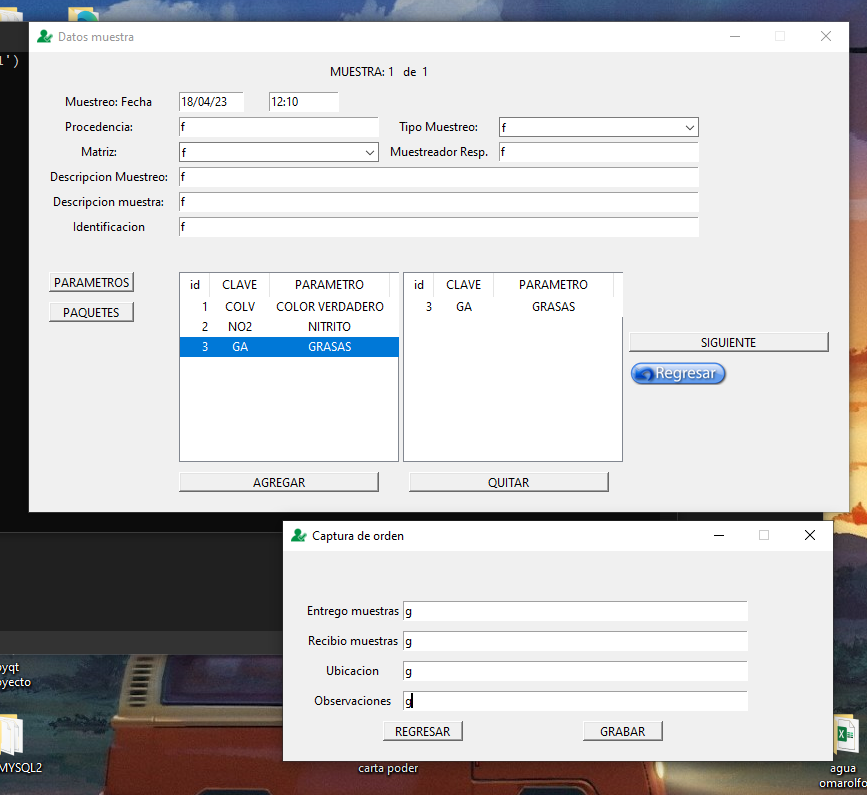 Datos muestra
')
MUESTRA: 1 de 1
Muestreo: Fecha 18/04/23 12:10
Procedencia: f Tipo Muestreo: f
Matriz: f Muestreador Resp. f
Descripcion Muestreo: f
Descripcion muestra: f
Identificacion f
PARAMETROS
PAQUETES
id CLAVE PARAMETRO
1 COLV COLOR VERDADERO
2 NO2 NITRITO
3 GA GRASAS
id CLAVE PARAMETRO
3 GA GRASAS
SIGUIENTE
Regresar
AGREGAR QUITAR
Captura de orden
Entrego muestras g
Recibio muestras g
Ubicacion g
Observaciones g
REGRESAR GRABAR
pyqt
oyecto
MYSQL2
carta poder
agua
omarolfo